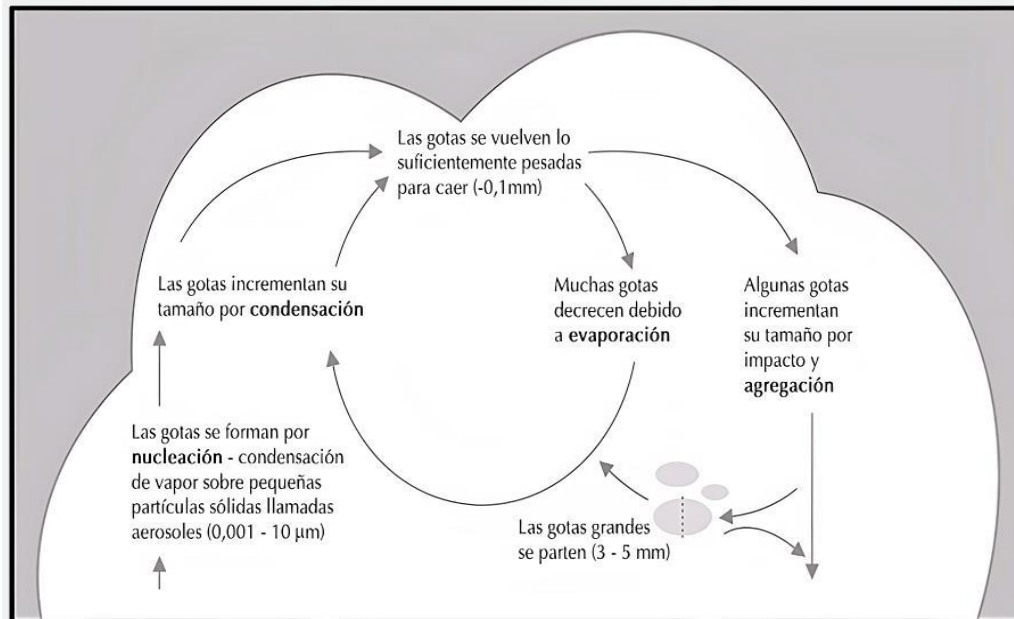 Las gotas se vuelven lo
suficientemente pesadas
para caer (-0,1mm)
Las gotas incrementan su
tamaño por condensación
Muchas gotas
decrecen debido
a evaporación
Algunas gotas
incrementan
su tamaño por
impacto y
agregación
Las gotas se forman por
nucleación - condensación
de vapor sobre pequeñas
partículas sólidas llamadas
aerosoles (0,001 - 10 µm)
Las gotas grandes
se parten (3 - 5 mm)